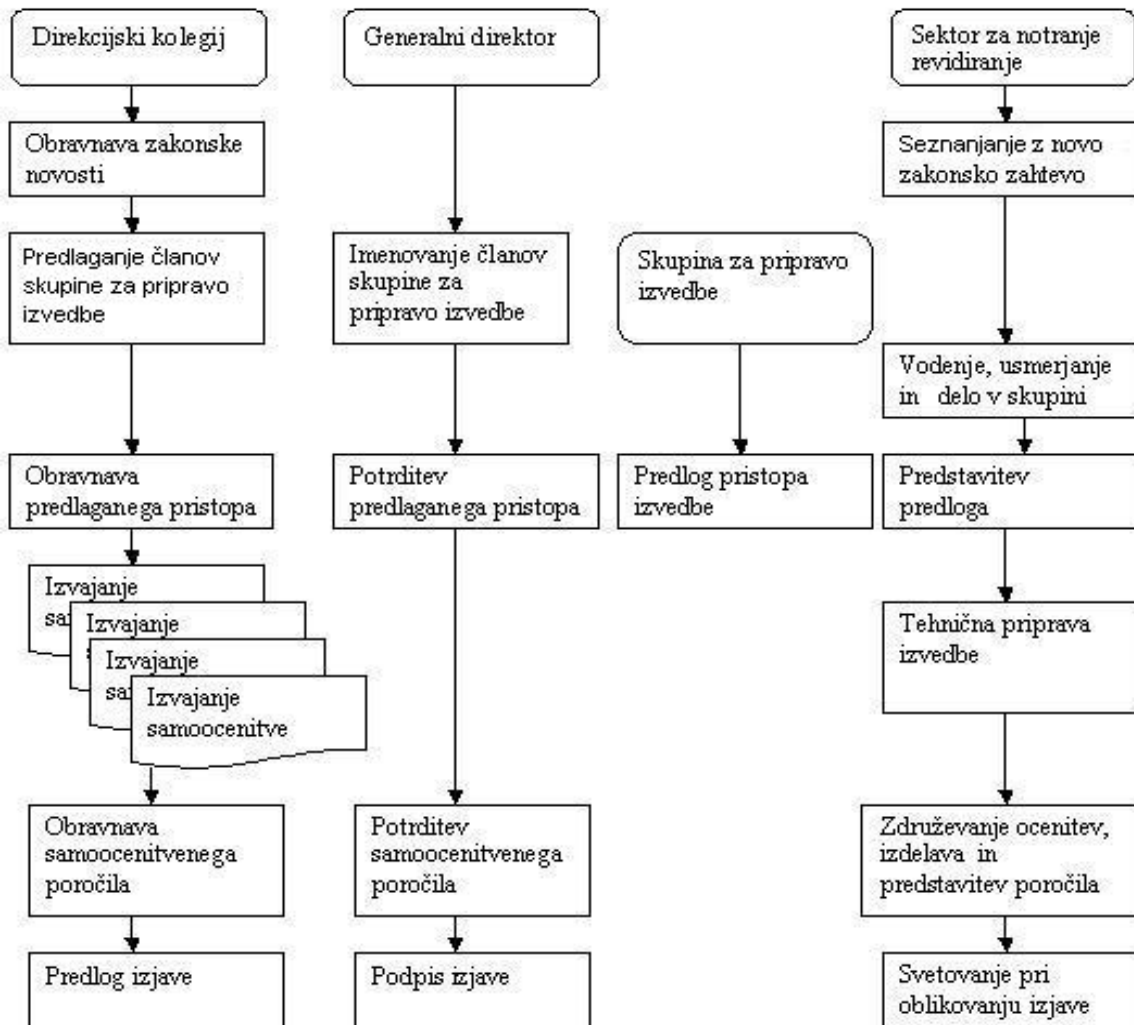 Direkcijski kolegij
Generalni direktor
Sektor za notranje
revidiranje
Obravnava zakonske
novosti
Seznanjanje z novo
zakonsko zahtevo
Predlaganje članov
skupine za pripravo
izvedbe
Imenovanje članov
skupine za
pripravo izvedbe
Skupina za pripravo
izvedbe
Vodenje, usmerjanje
in delo v skupini
Obravnava
predlaganega pristopa
Potrditev
predlaganega pristopa
Predlog pristopa
izvedbe
Predstavitev
predloga
Izvajanje
Izvajanje
Izvajanje
Izvajanje
samoocenitve
Tehnična priprava
izvedbe
Obravnava
samoocenitvenega
poročila
Potrditev
samoocenitvenega
poročila
Združevanje ocenitev,
izdelava in
predstavitev poročila
Predlog izjave
Podpis izjave
Svetovanje pri
oblikovanju izjave